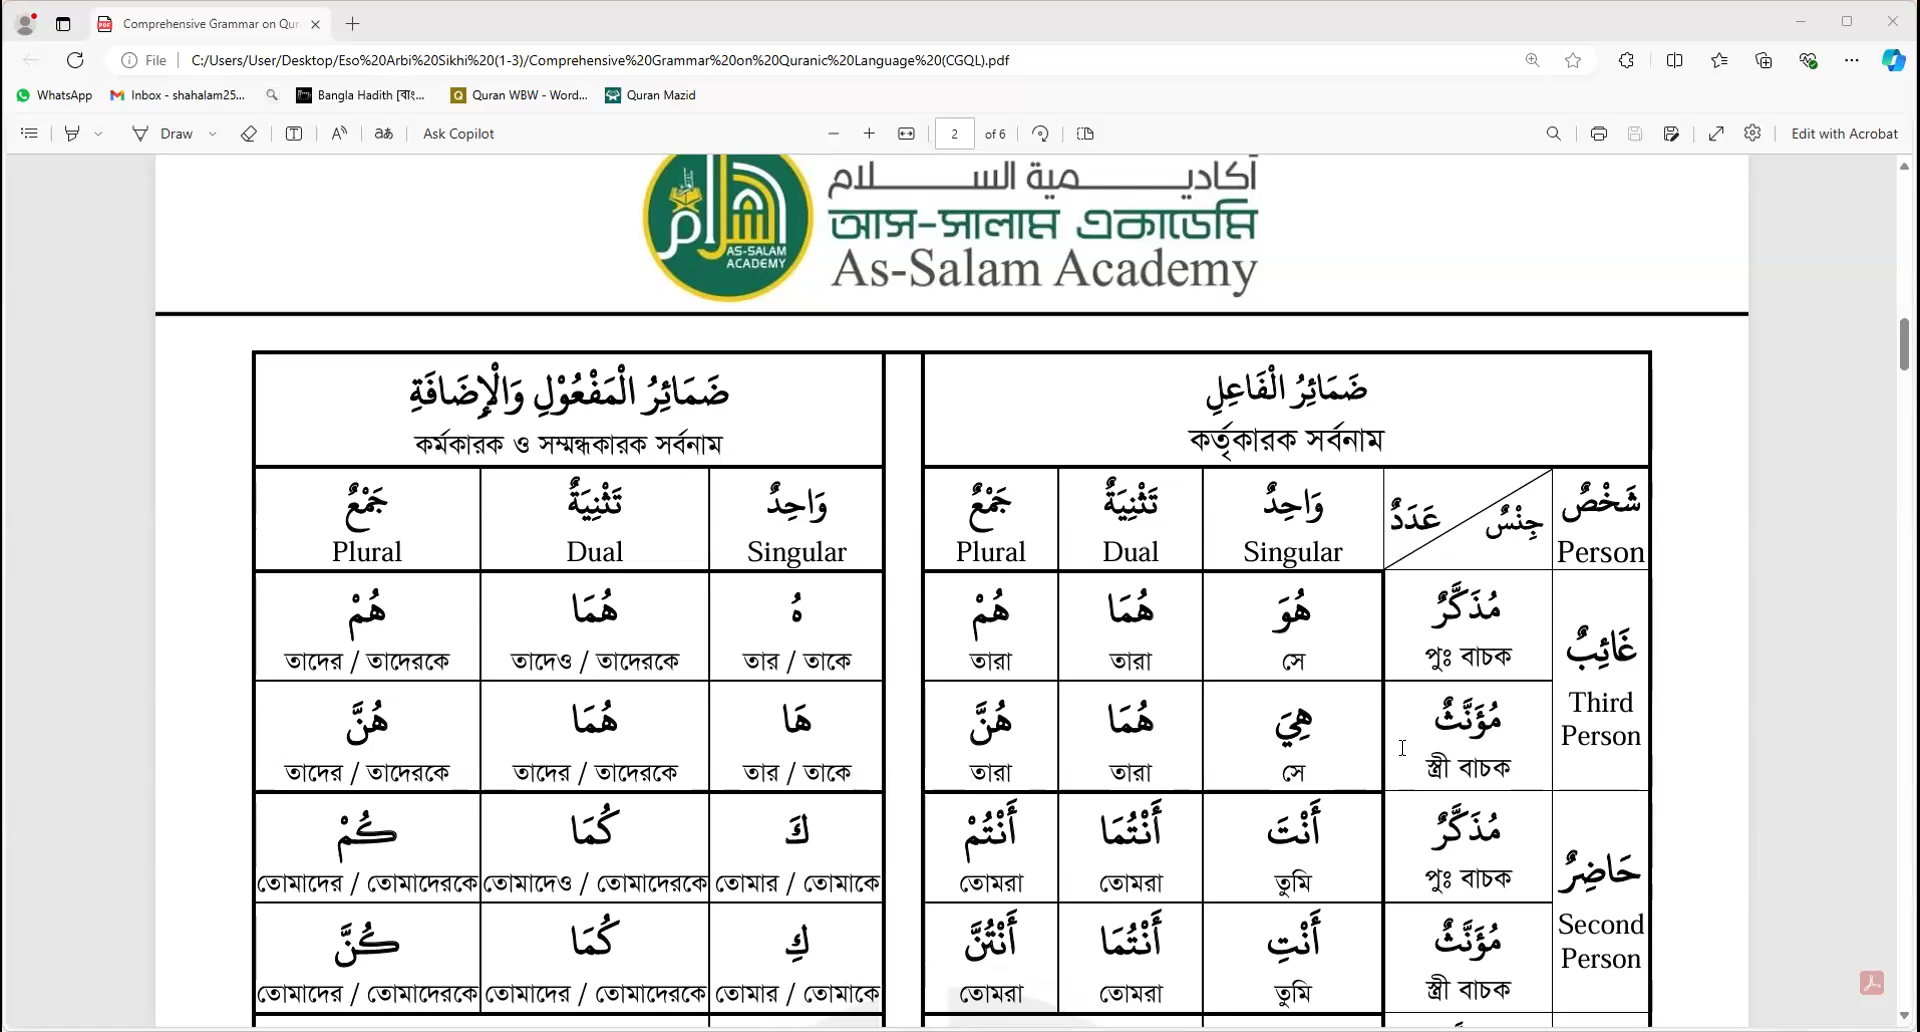 Comprehensive Grammar on Qur
File
C:/Users/User/Desktop/Eso%20Arbi%20Sikhi%20(1-3)/Comprehensive%20Grammar%20on%20Quranic%20Language%20(CGQL).pdf
WhatsApp
Inbox - shahalam25...
Bangla Hadith [বাং...
Quran WBW - Word...
Quran Mazid
Draw
Ask Copilot
2 of 6
Edit with Acrobat
أكاديـــمية الســـلام
আস-সালাম একাডেমি
As-Salam Academy
AS-SALAM
ACADEMY
ضَمَائِرُ الْمَفْعُوْلِ وَالْإِضَافَةِ
কর্মকারক ও সম্মন্ধকারক সর্বনাম
ضَمَائِرُ الْفَاعِلِ
কর্তৃকারক সর্বনাম
جَمْعٌ تَثْنِيَةٌ وَاحِدٌ
Plural Dual Singular
جَمْعٌ تَثْنِيَةٌ وَاحِدٌ عَدَدٌ جِنْسٌ شَخْصٌ
Plural Dual Singular Person
هُمْ هُمَا هُ
তাদের / তাদেরকে তাদেও / তাদেরকে তার / তাকে
هُمْ هُمَا هُوَ مُذَكَّرٌ
তারা তারা সে পুঃ বাচক
غَائِبٌ
Third
Person
هُنَّ هُمَا هَا
তাদের / তাদেরকে তাদের / তাদেরকে তার / তাকে
هُنَّ هُمَا هِيَ مُؤَنَّثٌ
তারা তারা সে স্ত্রী বাচক
كُمْ كُمَا كَ
তোমাদের / তোমাদেরকে তোমাদেও / তোমাদেরকে তোমার / তোমাকে
أَنْتُمْ أَنْتُمَا أَنْتَ مُذَكَّرٌ
তোমরা তোমরা তুমি পুঃ বাচক
حَاضِرٌ
Second
Person
كُنَّ كُمَا كِ
তোমাদের / তোমাদেরকে তোমাদের / তোমাদেরকে তোমার / তোমাকে
أَنْتُنَّ أَنْتُمَا أَنْتِ مُؤَنَّثٌ
তোমরা তোমরা তুমি স্ত্রী বাচক